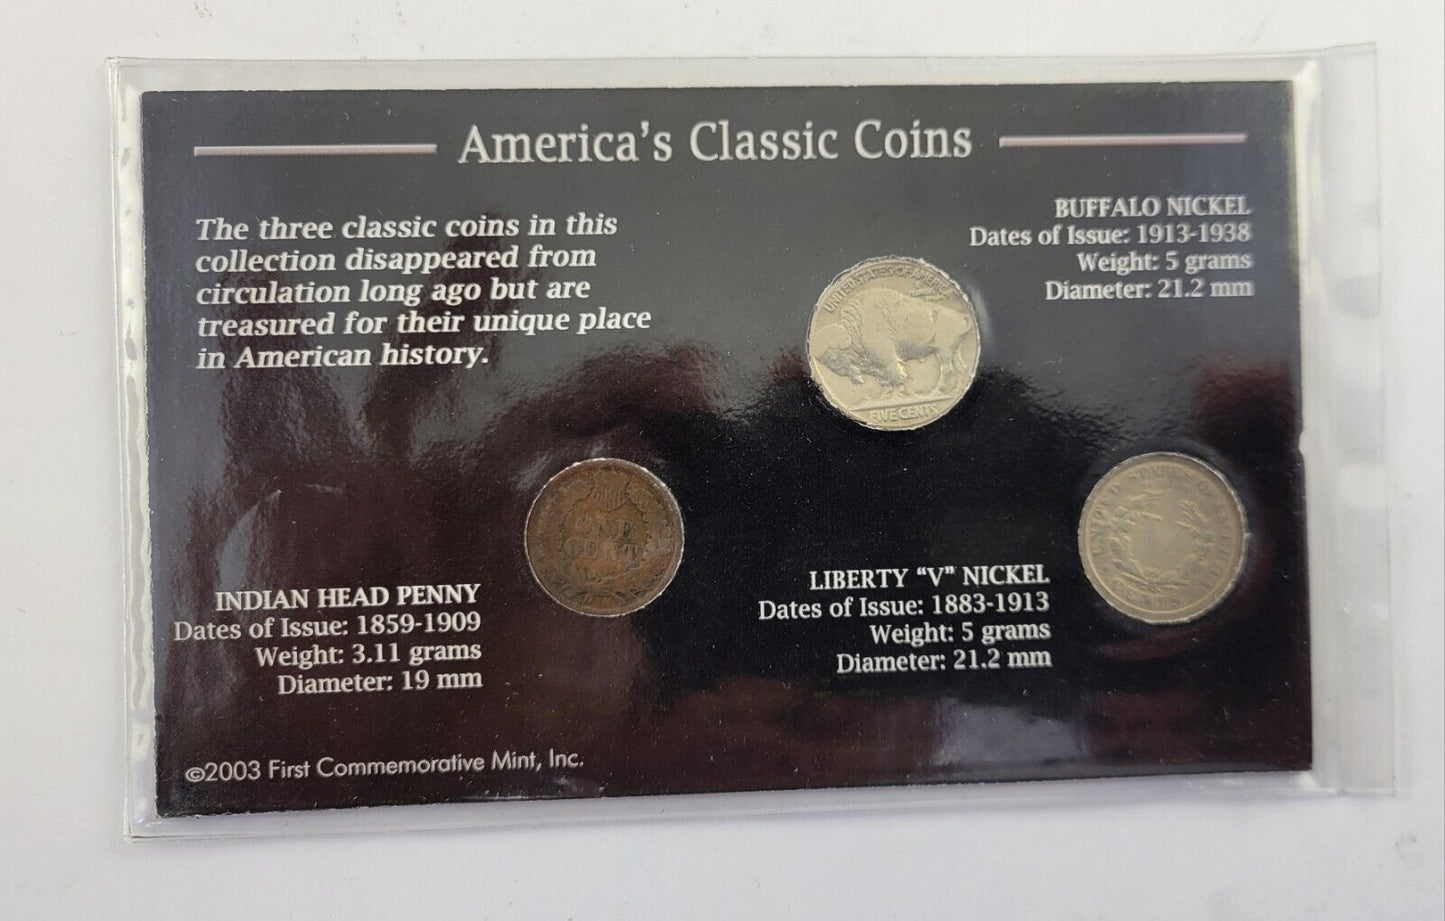 America's Classic Coins
The three classic coins in this
collection disappeared from
circulation long ago but are
treasured for their unique place
in American history.
BUFFALO NICKEL
Dates of Issue: 1913-1938
Weight: 5 grams
Diameter: 21.2 mm
UNITED STATES OF AMERICA
FIVE CENTS
ONE
CENT
INDIAN HEAD PENNY
Dates of Issue: 1859-1909
Weight: 3.11 grams
Diameter: 19 mm
UNITED STATES OF AMERICA
LIBERTY "V" NICKEL
Dates of Issue: 1883-1913
Weight: 5 grams
Diameter: 21.2 mm
©2003 First Commemorative Mint, Inc.